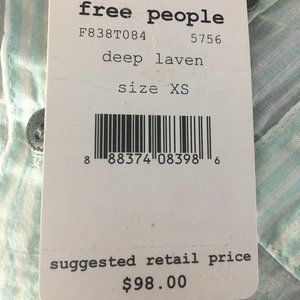 free people
F838T084 5756
deep laven
size XS
8 88374 08398 6
suggested retail price
$98.00